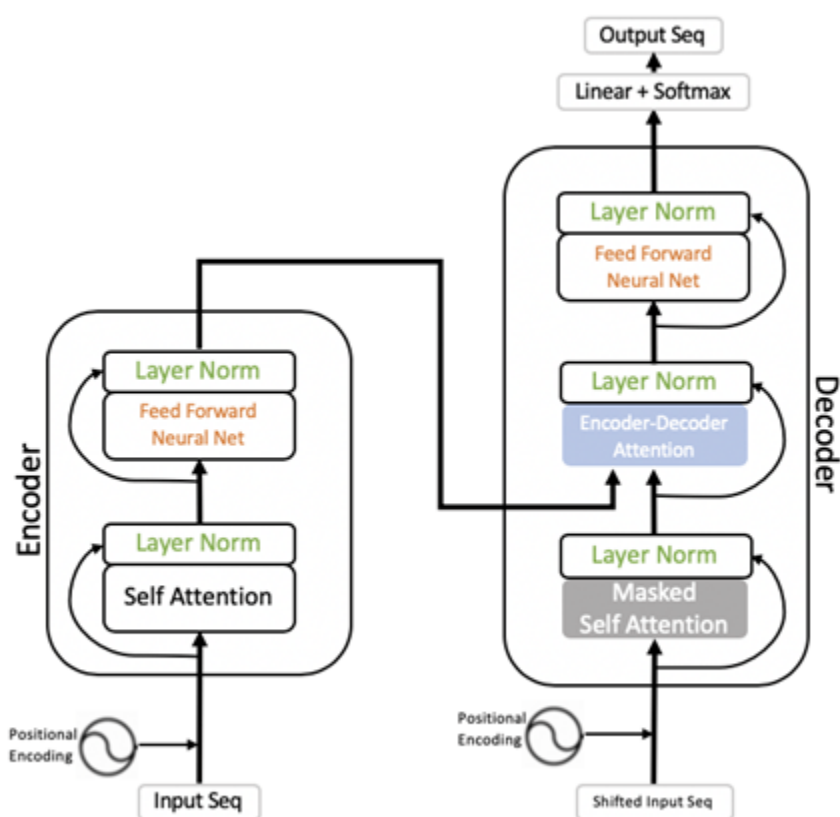 Output Seq
Linear + Softmax
Layer Norm
Feed Forward
Neural Net
Layer Norm
Encoder-Decoder
Attention
Layer Norm
Masked
Self Attention
Decoder
Positional
Encoding
Shifted Input Seq
Layer Norm
Feed Forward
Neural Net
Layer Norm
Self Attention
Encoder
Positional
Encoding
Input Seq